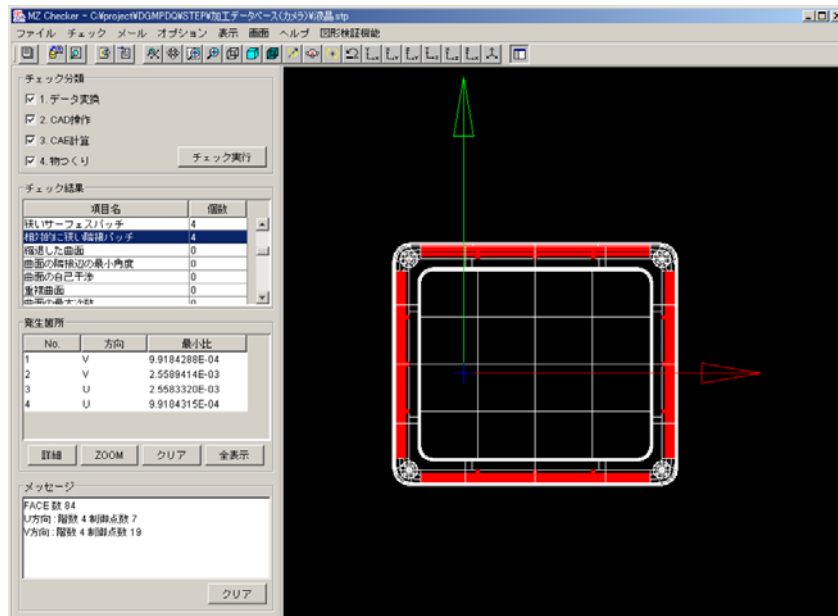 MZ Checker - C:¥project¥DGMPDQ¥STEP¥加工データベース(カメラ)¥液晶.stp
ファイル チェック メール オプション 表示 画面 ヘルプ 図形検証機能
チェック分類
1. データ変換
2. CAD操作
3. CAE計算
4. 物つくり
チェック実行
チェック結果
項目名 個数
狭いサーフェスパッチ 4
相対的に狭い隣接パッチ 4
縮退した曲面 0
曲面の隣接辺の最小角度 0
曲面の自己干渉 0
重複曲面 0
曲面の最大次数 0
発生箇所
No. 方向 最小比
1 V 9.9184288E-04
2 V 2.5589414E-03
3 U 2.5583320E-03
4 U 9.9184315E-04
詳細 ZOOM クリア 全表示
メッセージ
FACE 数 84
U方向 : 階数 4 制御点数 7
V方向 : 階数 4 制御点数 19
クリア